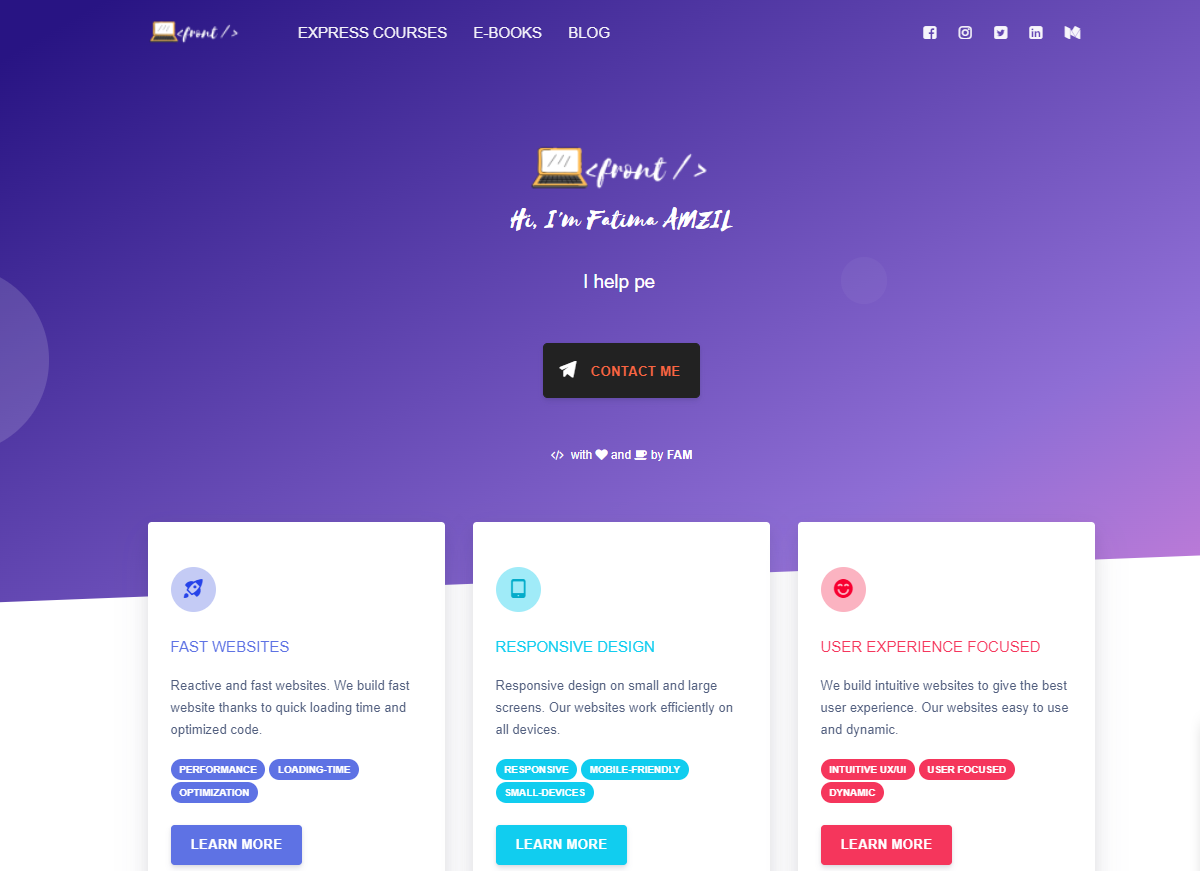 <front /> EXPRESS COURSES E-BOOKS BLOG
<front />
Hi, I'm Fatima AMZIL
I help pe
CONTACT ME
</> with and by FAM
FAST WEBSITES
Reactive and fast websites. We build fast
website thanks to quick loading time and
optimized code.
PERFORMANCE LOADING-TIME
OPTIMIZATION
LEARN MORE
RESPONSIVE DESIGN
Responsive design on small and large
screens. Our websites work efficiently on
all devices.
RESPONSIVE MOBILE-FRIENDLY
SMALL-DEVICES
LEARN MORE
USER EXPERIENCE FOCUSED
We build intuitive websites to give the best
user experience. Our websites easy to use
and dynamic.
INTUITIVE UX/UI USER FOCUSED
DYNAMIC
LEARN MORE